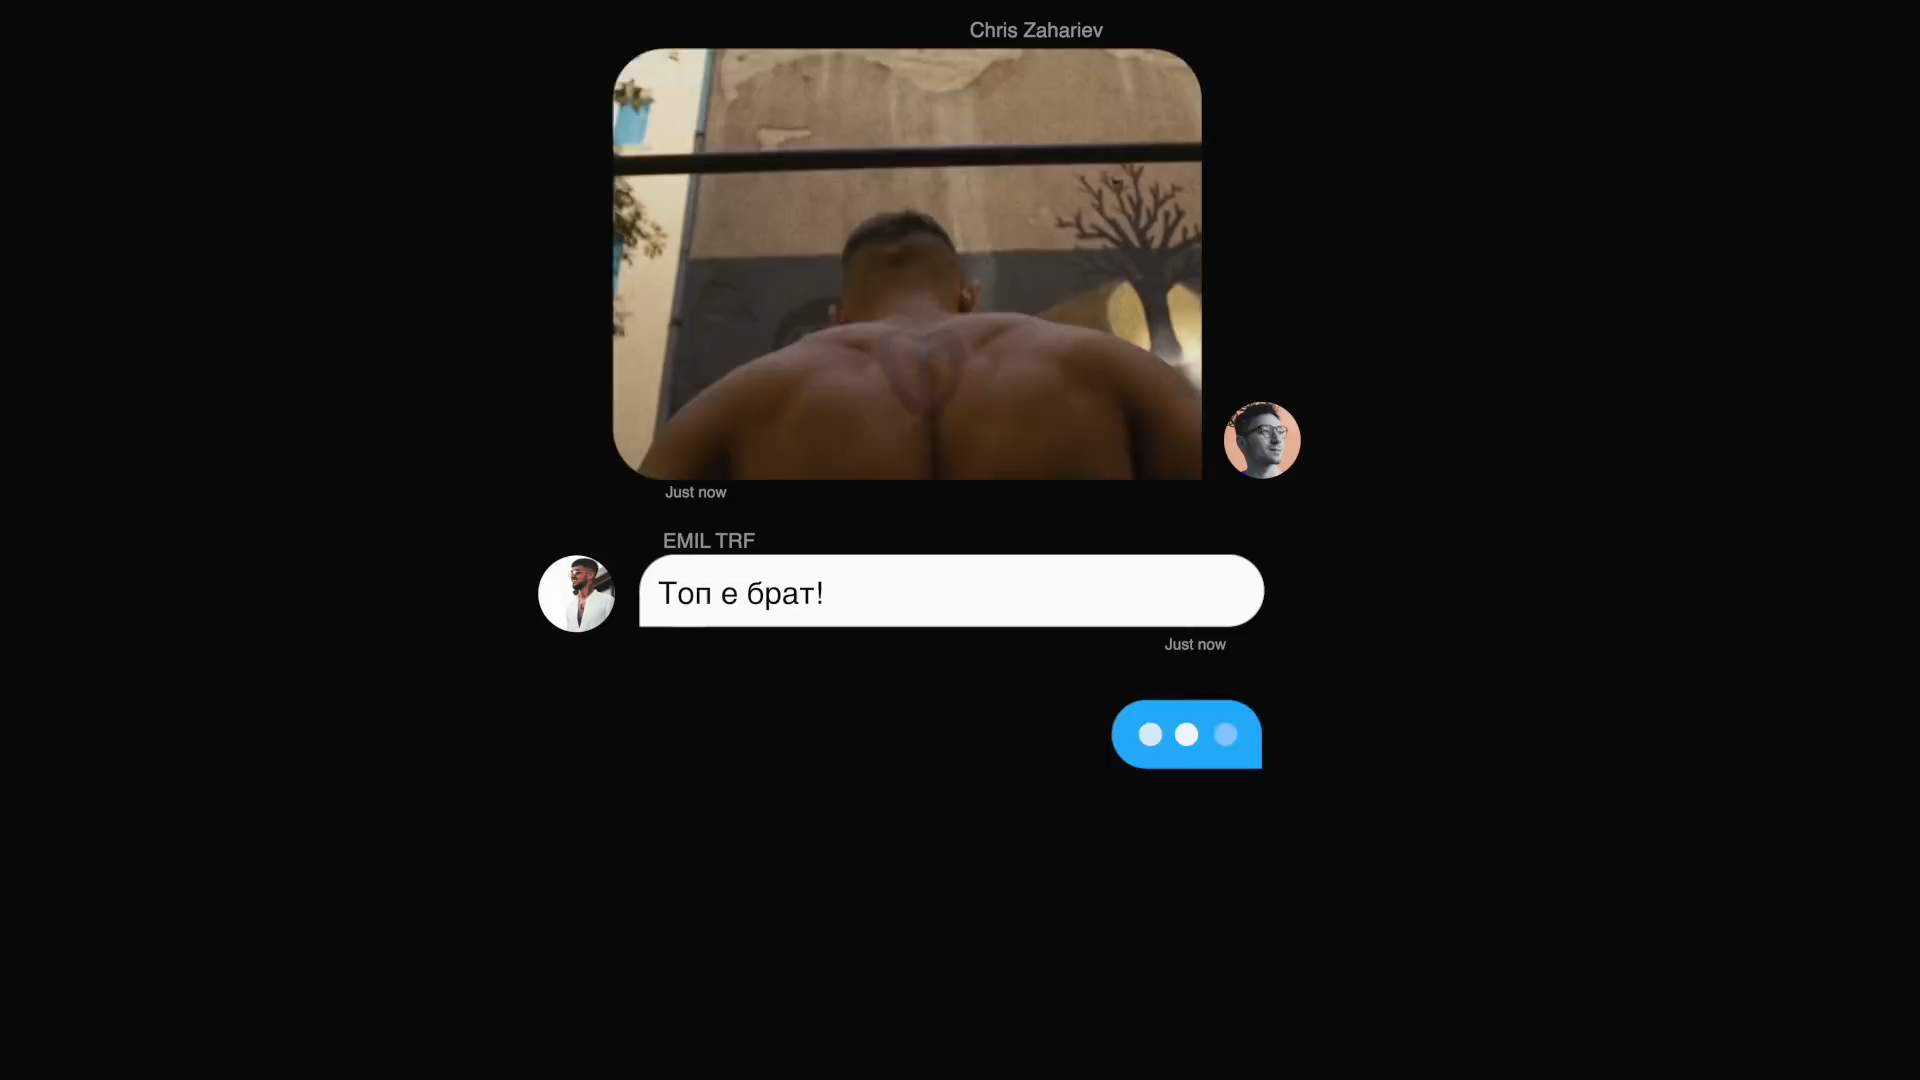 Chris Zahariev
Just now
EMIL TRF
Топ е брат!
Just now